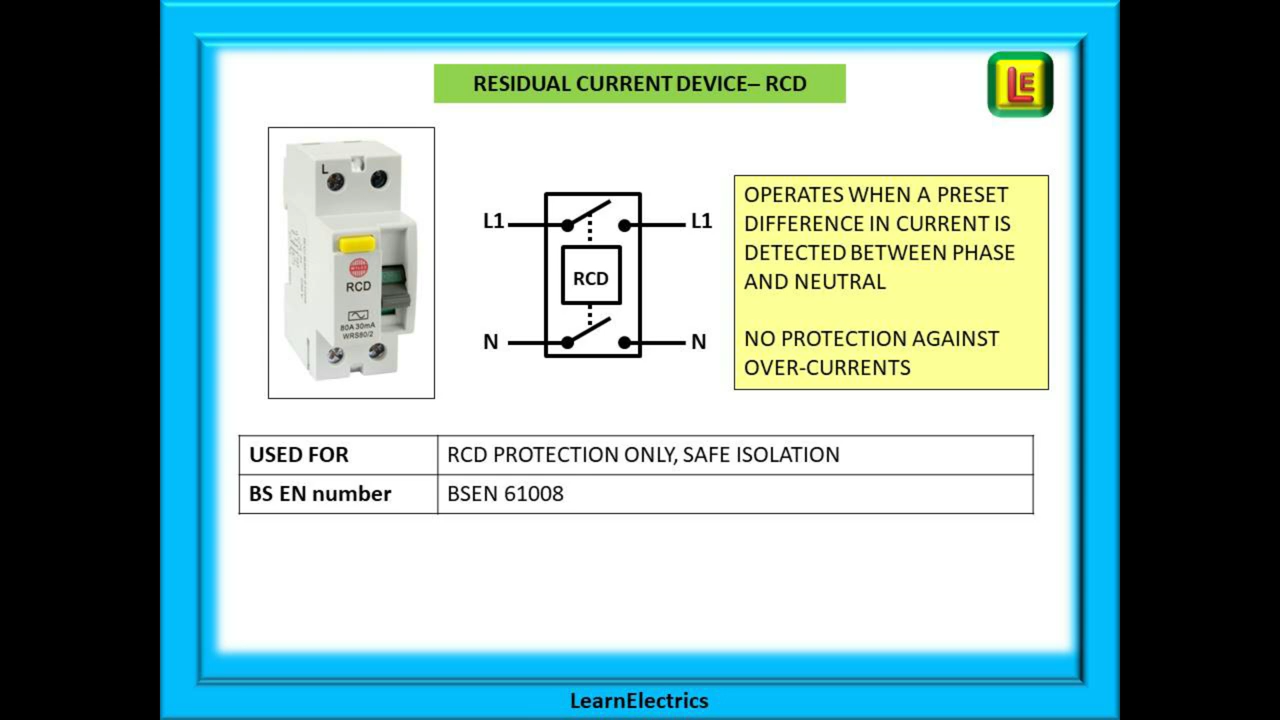 RESIDUAL CURRENT DEVICE– RCD
LE
L
RCD
80A 30mA
WRS80/2
L1
L1
RCD
N
N
OPERATES WHEN A PRESET
DIFFERENCE IN CURRENT IS
DETECTED BETWEEN PHASE
AND NEUTRAL
NO PROTECTION AGAINST
OVER-CURRENTS
USED FOR
RCD PROTECTION ONLY, SAFE ISOLATION
BS EN number
BSEN 61008
LearnElectrics